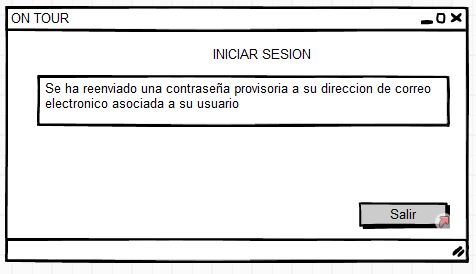 ON TOUR
INICIAR SESION
Se ha reenviado una contraseña provisoria a su direccion de correo
electronico asociada a su usuario
Salir